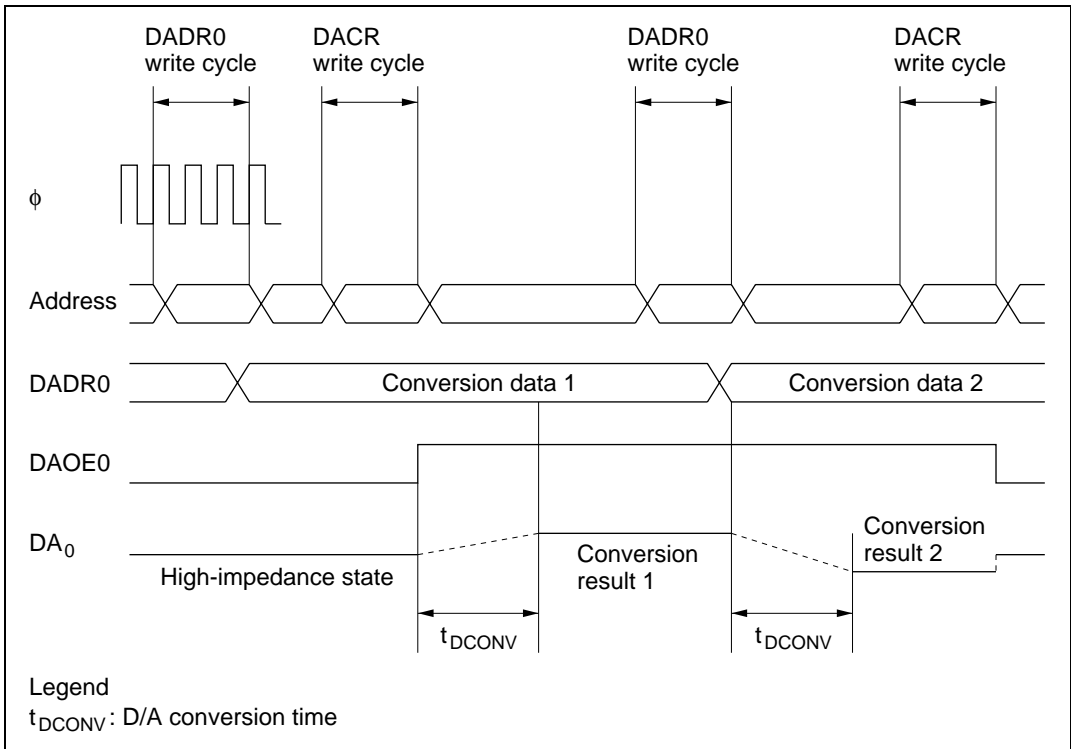 DADR0
write cycle
DACR
write cycle
DADR0
write cycle
DACR
write cycle
ϕ
Address
DADR0
Conversion data 1
Conversion data 2
DAOE0
DA0
High-impedance state
Conversion
result 1
Conversion
result 2
tDCONV
tDCONV
Legend
tDCONV : D/A conversion time